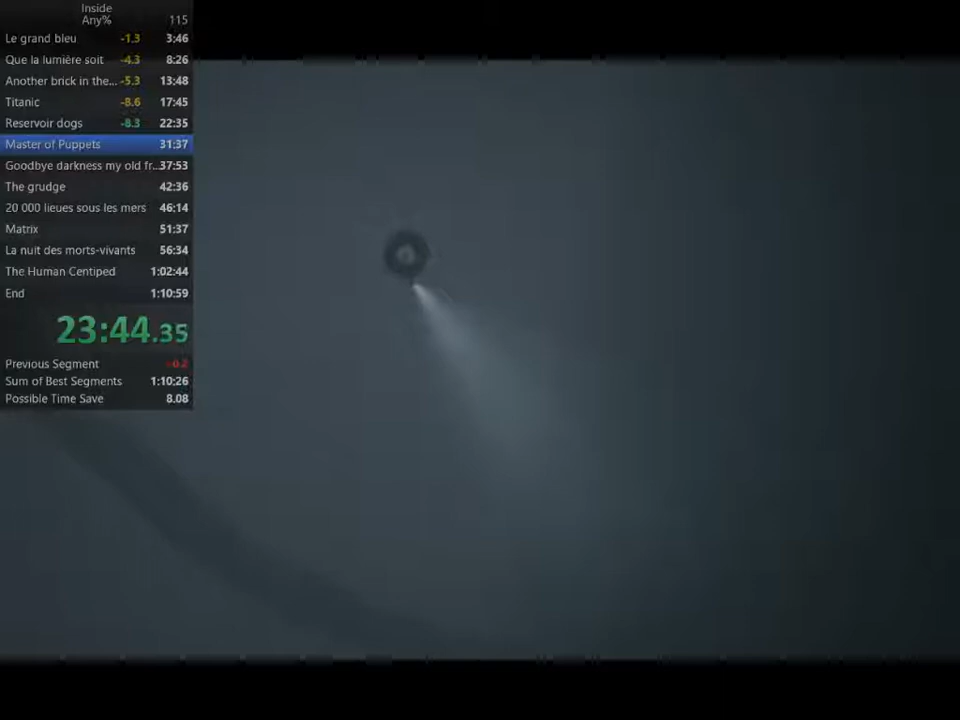 Inside
Any% 115
Le grand bleu -1.3 3:46
Que la lumière soit -4.3 8:26
Another brick in the... -5.3 13:48
Titanic -8.6 17:45
Reservoir dogs -8.3 22:35
Master of Puppets 31:37
Goodbye darkness my old fr... 37:53
The grudge 42:36
20 000 lieues sous les mers 46:14
Matrix 51:37
La nuit des morts-vivants 56:34
The Human Centiped 1:02:44
End 1:10:59
23:44.35
Previous Segment +0.2
Sum of Best Segments 1:10:26
Possible Time Save 8.08